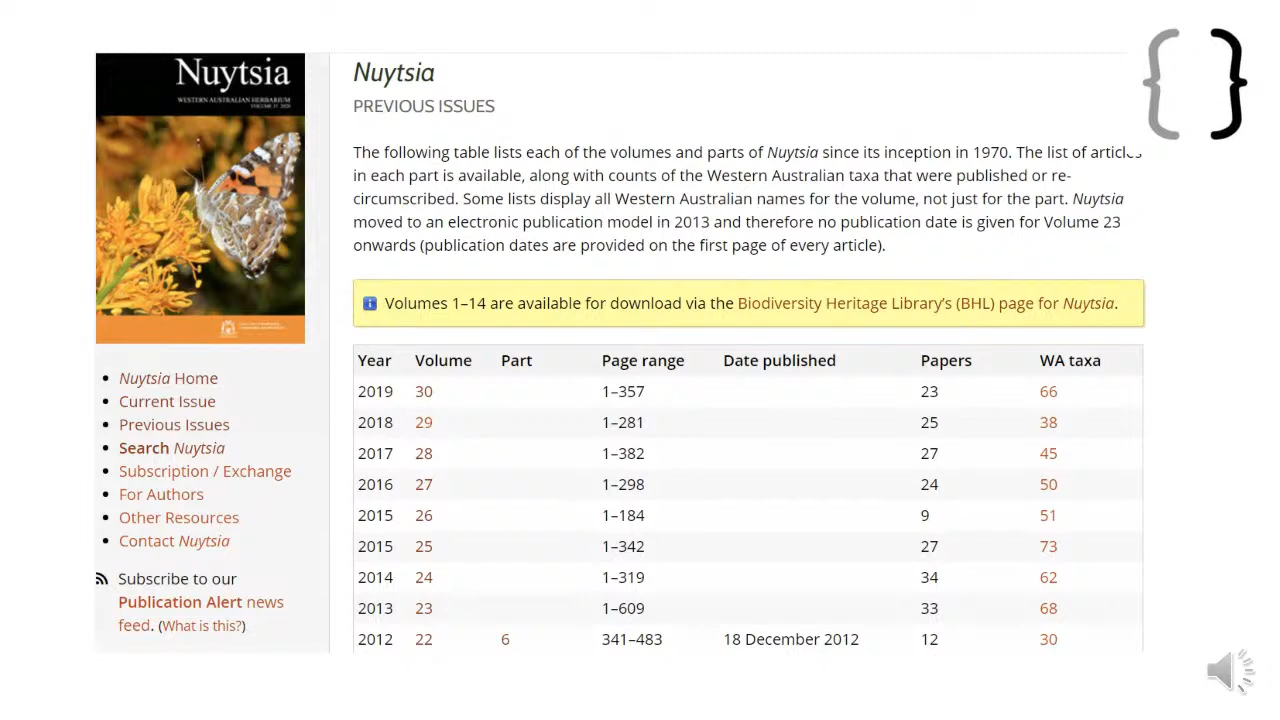 Nuytsia
WESTERN AUSTRALIAN HERBARIUM
VOLUME 31 2020
Nuytsia Home
Current Issue
Previous Issues
Search Nuytsia
Subscription / Exchange
For Authors
Other Resources
Contact Nuytsia
Subscribe to our
Publication Alert news
feed. (What is this?)
Nuytsia
PREVIOUS ISSUES
The following table lists each of the volumes and parts of Nuytsia since its inception in 1970. The list of articles
in each part is available, along with counts of the Western Australian taxa that were published or re-
circumscribed. Some lists display all Western Australian names for the volume, not just for the part. Nuytsia
moved to an electronic publication model in 2013 and therefore no publication date is given for Volume 23
onwards (publication dates are provided on the first page of every article).
Volumes 1–14 are available for download via the Biodiversity Heritage Library's (BHL) page for Nuytsia.
Year Volume Part Page range Date published Papers WA taxa
2019 30 1–357 23 66
2018 29 1–281 25 38
2017 28 1–382 27 45
2016 27 1–298 24 50
2015 26 1–184 9 51
2015 25 1–342 27 73
2014 24 1–319 34 62
2013 23 1–609 33 68
2012 22 6 341–483 18 December 2012 12 30